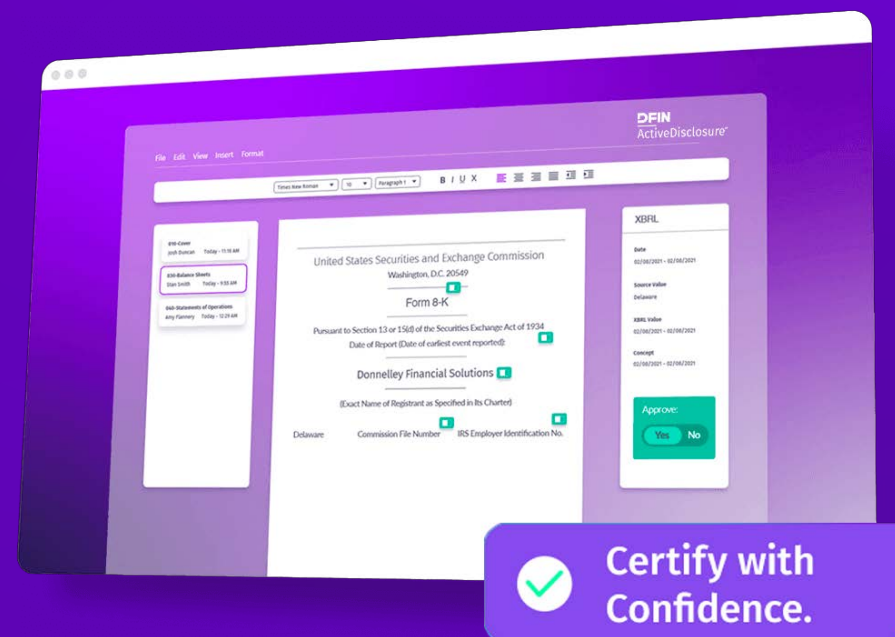 DFIN
ActiveDisclosure™
File Edit View Insert Format
Times New Roman 10 Paragraph 1 B I U X
010-Cover
Josh Duncan Today - 11:10 AM
030-Balance Sheets
Stan Smith Today - 9:33 AM
040-Statements of Operations
Amy Flannery Today - 12:29 AM
United States Securities and Exchange Commission
Washington, D.C. 20549
Form 8-K
Pursuant to Section 13 or 15(d) of the Securities Exchange Act of 1934
Date of Report (Date of earliest event reported):
Donnelley Financial Solutions
(Exact Name of Registrant as Specified in Its Charter)
Delaware Commission File Number IRS Employer Identification No.
XBRL
Date
02/08/2021 - 02/08/2021
Source Value
Delaware
XBRL Value
02/08/2021 - 02/08/2021
Concept
02/08/2021 - 02/08/2021
Approve:
Yes No
Certify with
Confidence.